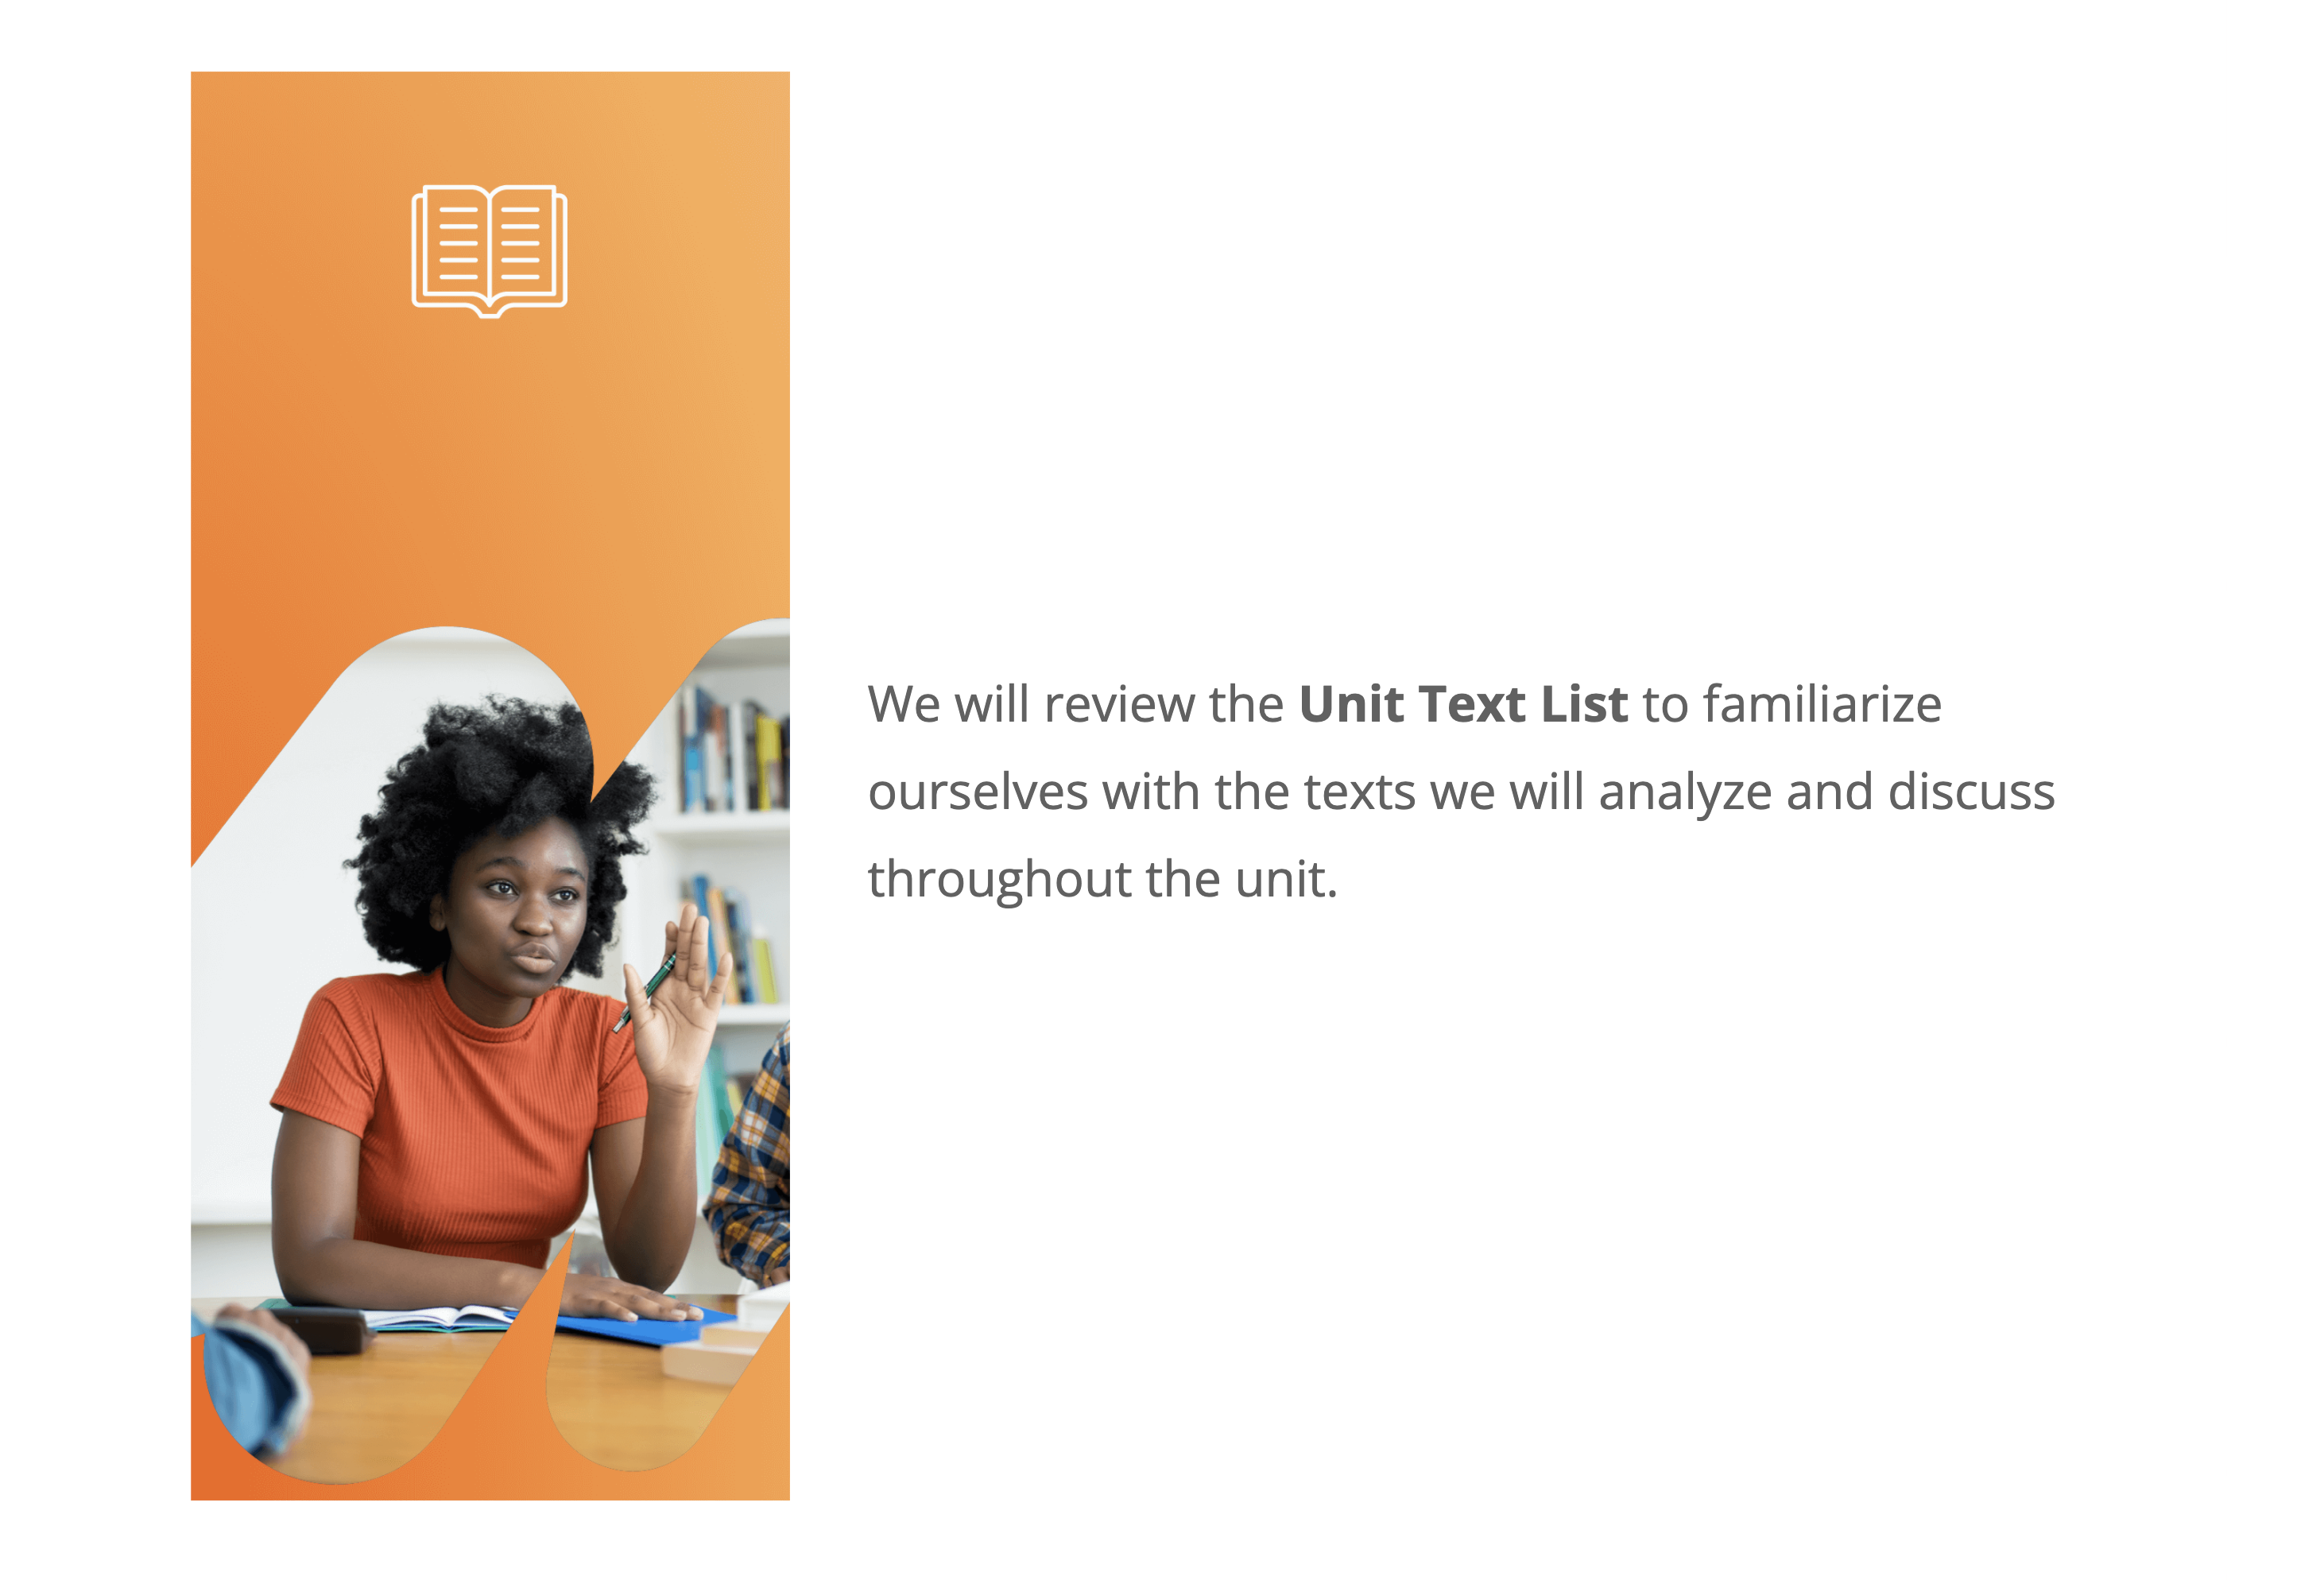 We will review the Unit Text List to familiarize
ourselves with the texts we will analyze and discuss
throughout the unit.